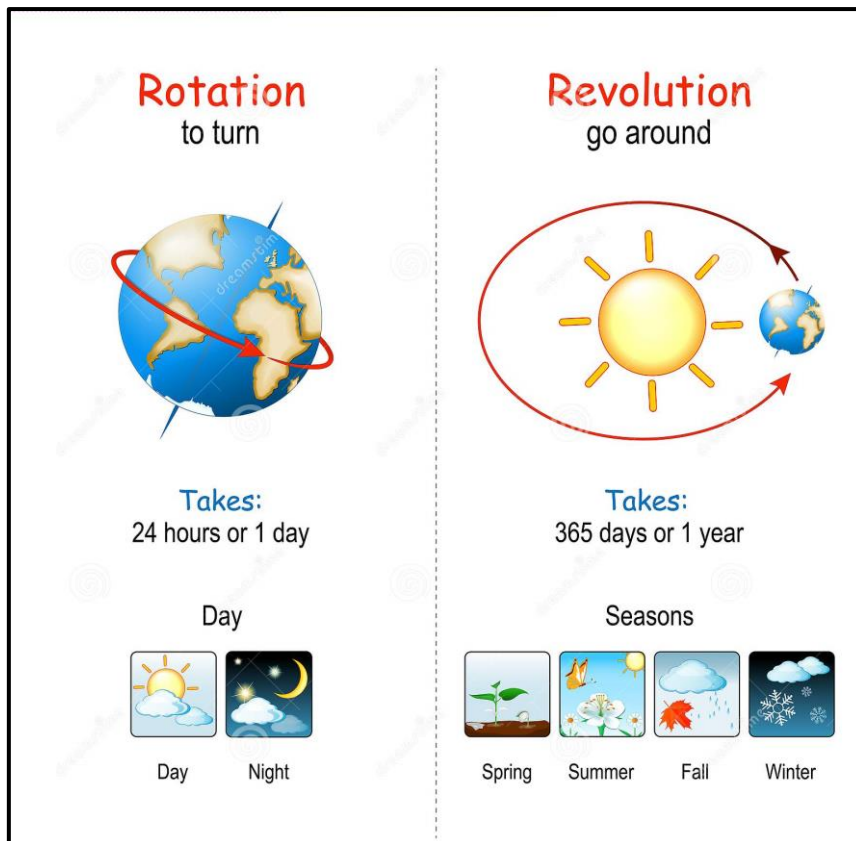 Rotation
to turn
Takes:
24 hours or 1 day
Day
Day Night
Revolution
go around
Takes:
365 days or 1 year
Seasons
Spring Summer Fall Winter
dreamstime